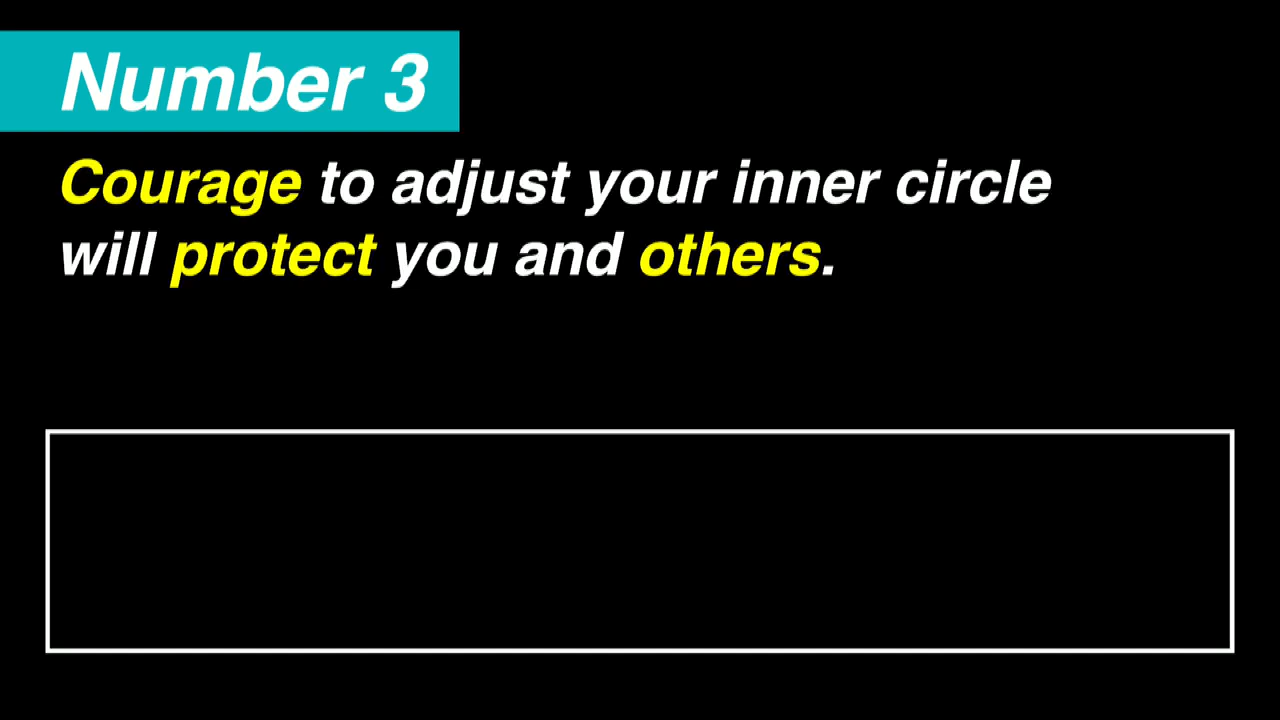 Number 3
Courage to adjust your inner circle
will protect you and others.